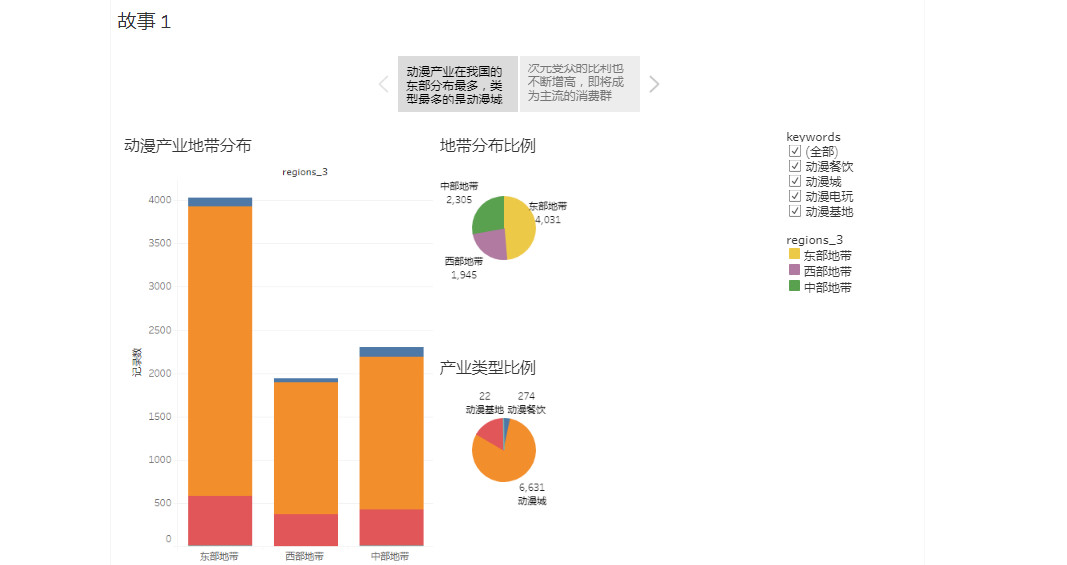 故事 1
动漫产业在我国的
东部分布最多，类
型最多的是动漫城
次元受众的比利也
不断增高，即将成
为主流的消费群
动漫产业地带分布
regions_3
4000
3500
3000
2500
2000
1500
1000
500
0
记录数
东部地带
西部地带
中部地带
地带分布比例
中部地带
2,305
东部地带
4,031
西部地带
1,945
产业类型比例
22
动漫基地
274
动漫餐饮
6,631
动漫城
keywords
(全部)
动漫餐饮
动漫城
动漫电玩
动漫基地
regions_3
东部地带
西部地带
中部地带